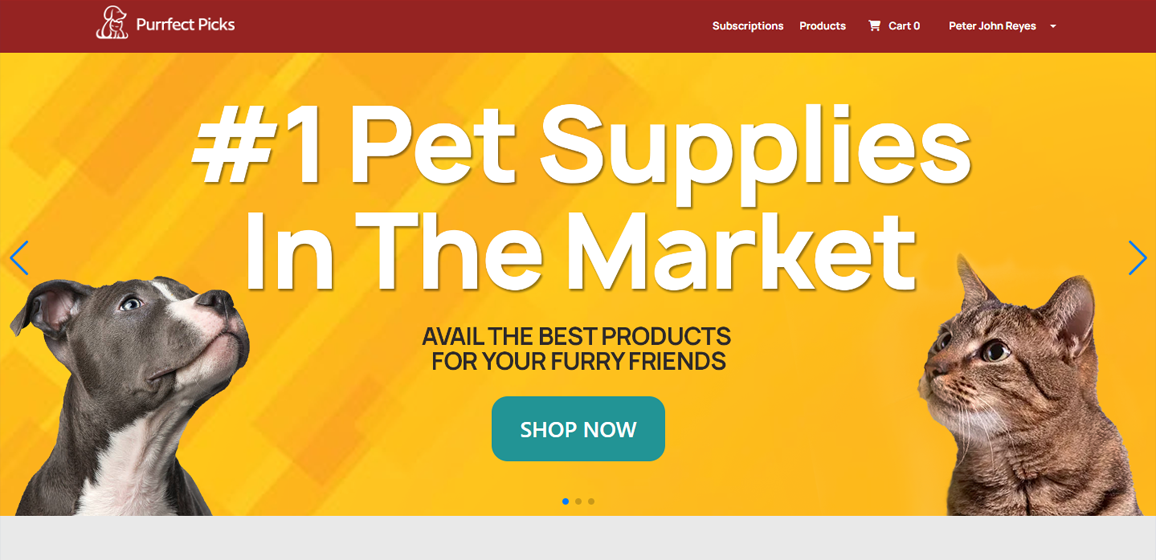 Purrfect Picks
Subscriptions Products Cart 0 Peter John Reyes
#1 Pet Supplies
In The Market
AVAIL THE BEST PRODUCTS
FOR YOUR FURRY FRIENDS
SHOP NOW